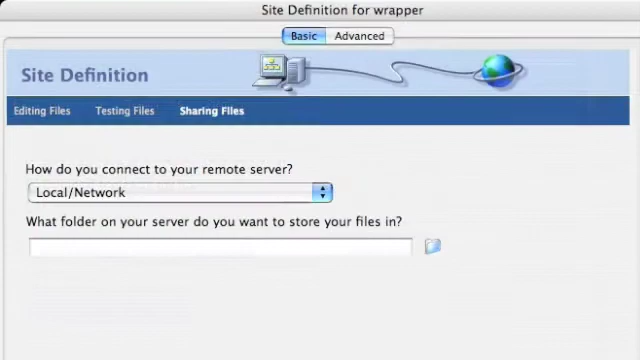 Site Definition for wrapper
Basic Advanced
Site Definition
Editing Files Testing Files Sharing Files
How do you connect to your remote server?
Local/Network
What folder on your server do you want to store your files in?